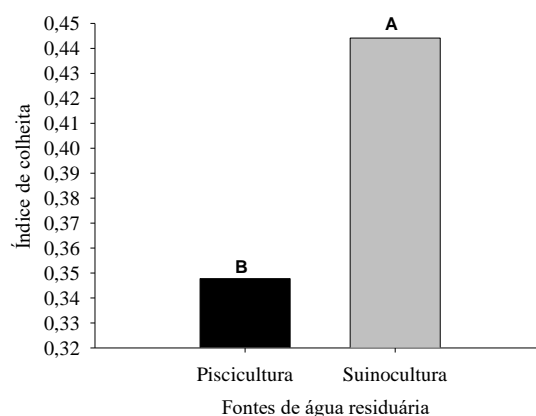 0,45
0,44
0,43
0,42
0,41
0,40
0,39
0,38
0,37
0,36
0,35
0,34
0,33
0,32
Índice de colheita
A
B
Piscicultura Suinocultura
Fontes de água residuária